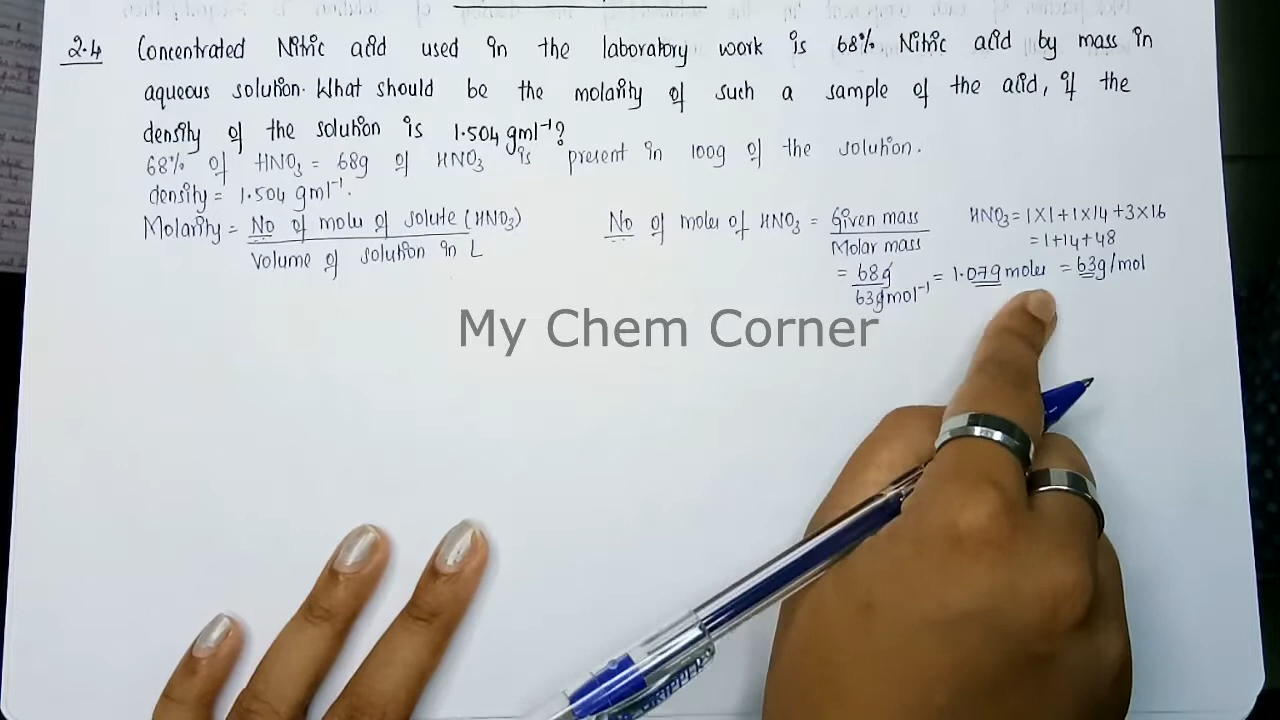 2.4 Concentrated Nitric acid used in the laboratory work is 68% Nitric acid by mass in
aqueous solution. What should be the molarity of such a sample of the acid, if the
density of the solution is 1.504 gml⁻¹?
68% of HNO₃ = 68g of HNO₃ is present in 100g of the solution.
density = 1.504 gml⁻¹.
Molarity = No of moles of solute (HNO₃)
Volume of solution in L
No of moles of HNO₃ = Given mass
Molar mass
= 68g
63gmol⁻¹
= 1.079 moles
HNO₃ = 1×1+1×14+3×16
= 1+14+48
= 63g/mol
My Chem Corner